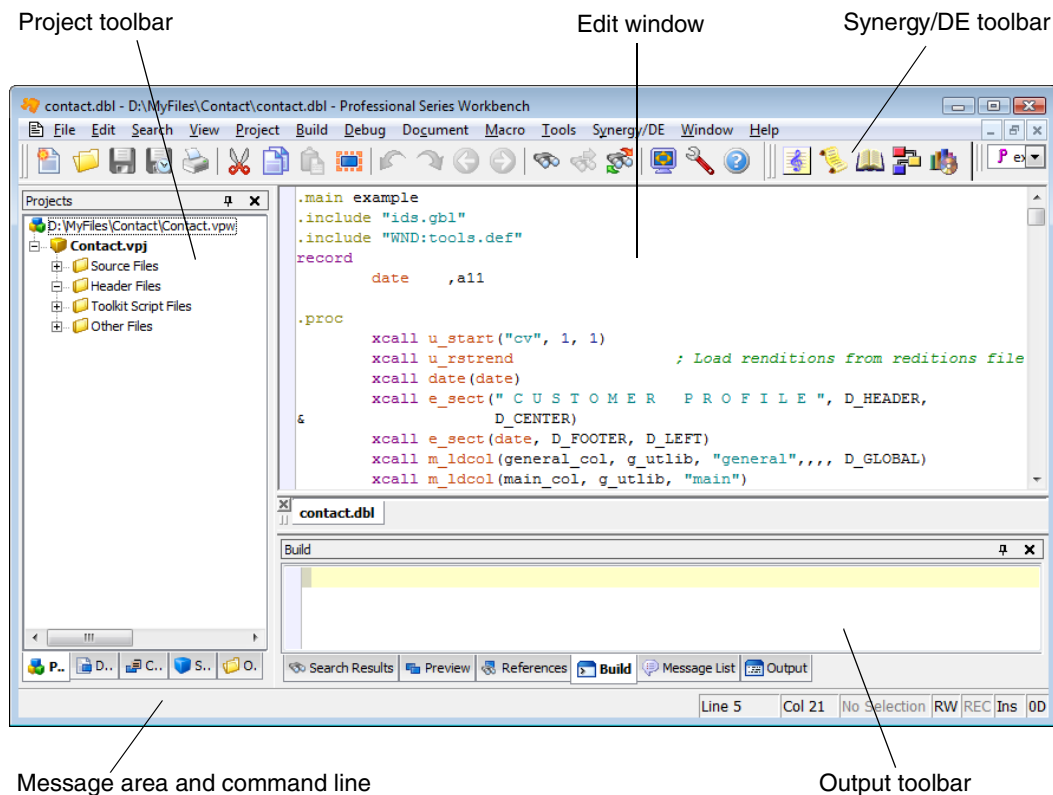 Project toolbar
Edit window
Synergy/DE toolbar
contact.dbl - D:\MyFiles\Contact\contact.dbl - Professional Series Workbench
File Edit Search View Project Build Debug Document Macro Tools Synergy/DE Window Help
Projects
D:\MyFiles\Contact\Contact.vpw
Contact.vpj
Source Files
Header Files
Toolkit Script Files
Other Files
.main example
.include "ids.gbl"
.include "WND:tools.def"
record
date ,a11
.proc
xcall u_start("cv", 1, 1)
xcall u_rstrend ; Load renditions from reditions file
xcall date(date)
xcall e_sect(" C U S T O M E R   P R O F I L E ", D_HEADER,
& D_CENTER)
xcall e_sect(date, D_FOOTER, D_LEFT)
xcall m_ldcol(general_col, g_utlib, "general",,,, D_GLOBAL)
xcall m_ldcol(main_col, g_utlib, "main")
contact.dbl
Build
P.. D.. C.. S.. O.
Search Results Preview References Build Message List Output
Line 5 Col 21 No Selection RW REC Ins 0D
Message area and command line
Output toolbar